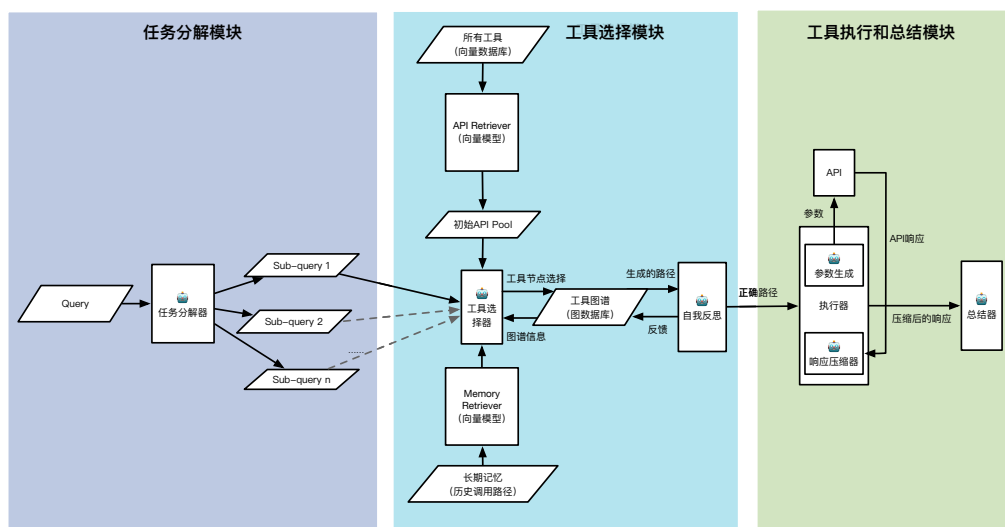 任务分解模块
Query
任务分解器
Sub-query 1
Sub-query 2
......
Sub-query n
工具选择模块
所有工具
（向量数据库）
API Retriever
（向量模型）
初始API Pool
工具选择
器
工具节点选择
图谱信息
工具图谱
（图数据库）
生成的路径
反馈
自我反思
Memory
Retriever
（向量模型）
长期记忆
（历史调用路径）
正确路径
工具执行和总结模块
API
参数
API响应
参数生成
执行器
响应压缩器
压缩后的响应
总结器